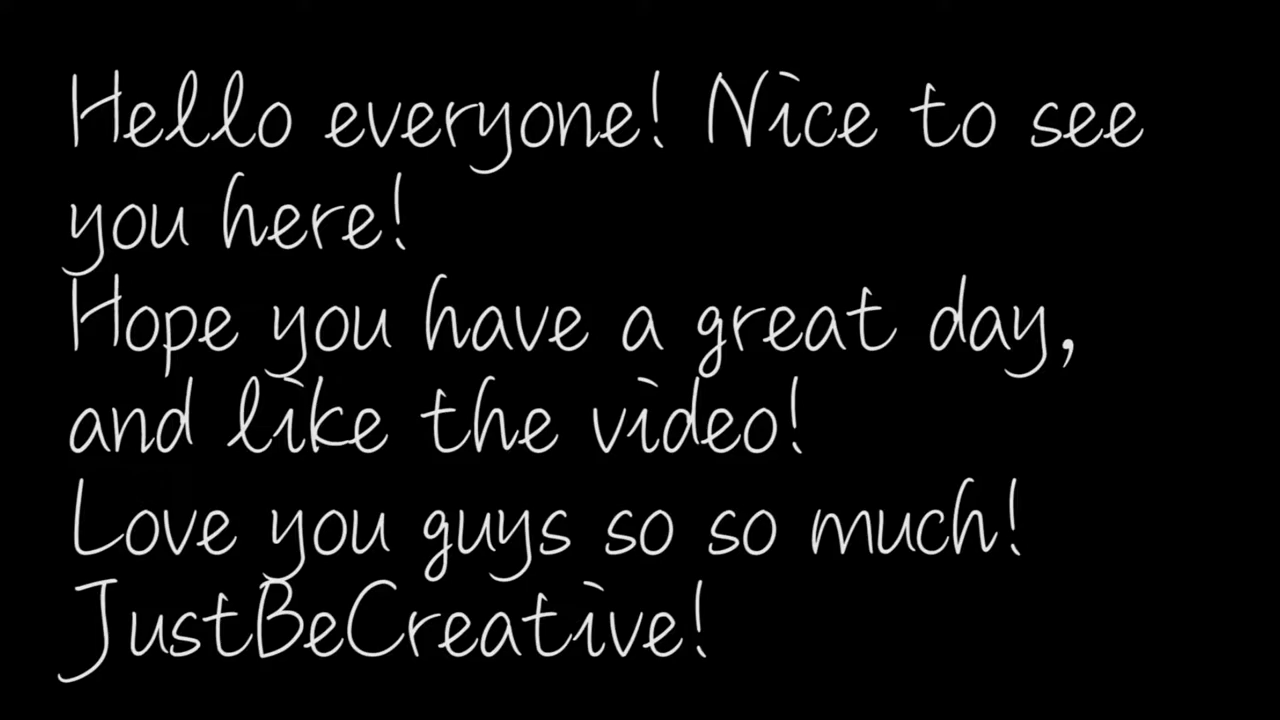 Hello everyone! Nice to see
you here!
Hope you have a great day,
and like the video!
Love you guys so so much!
JustBeCreative!